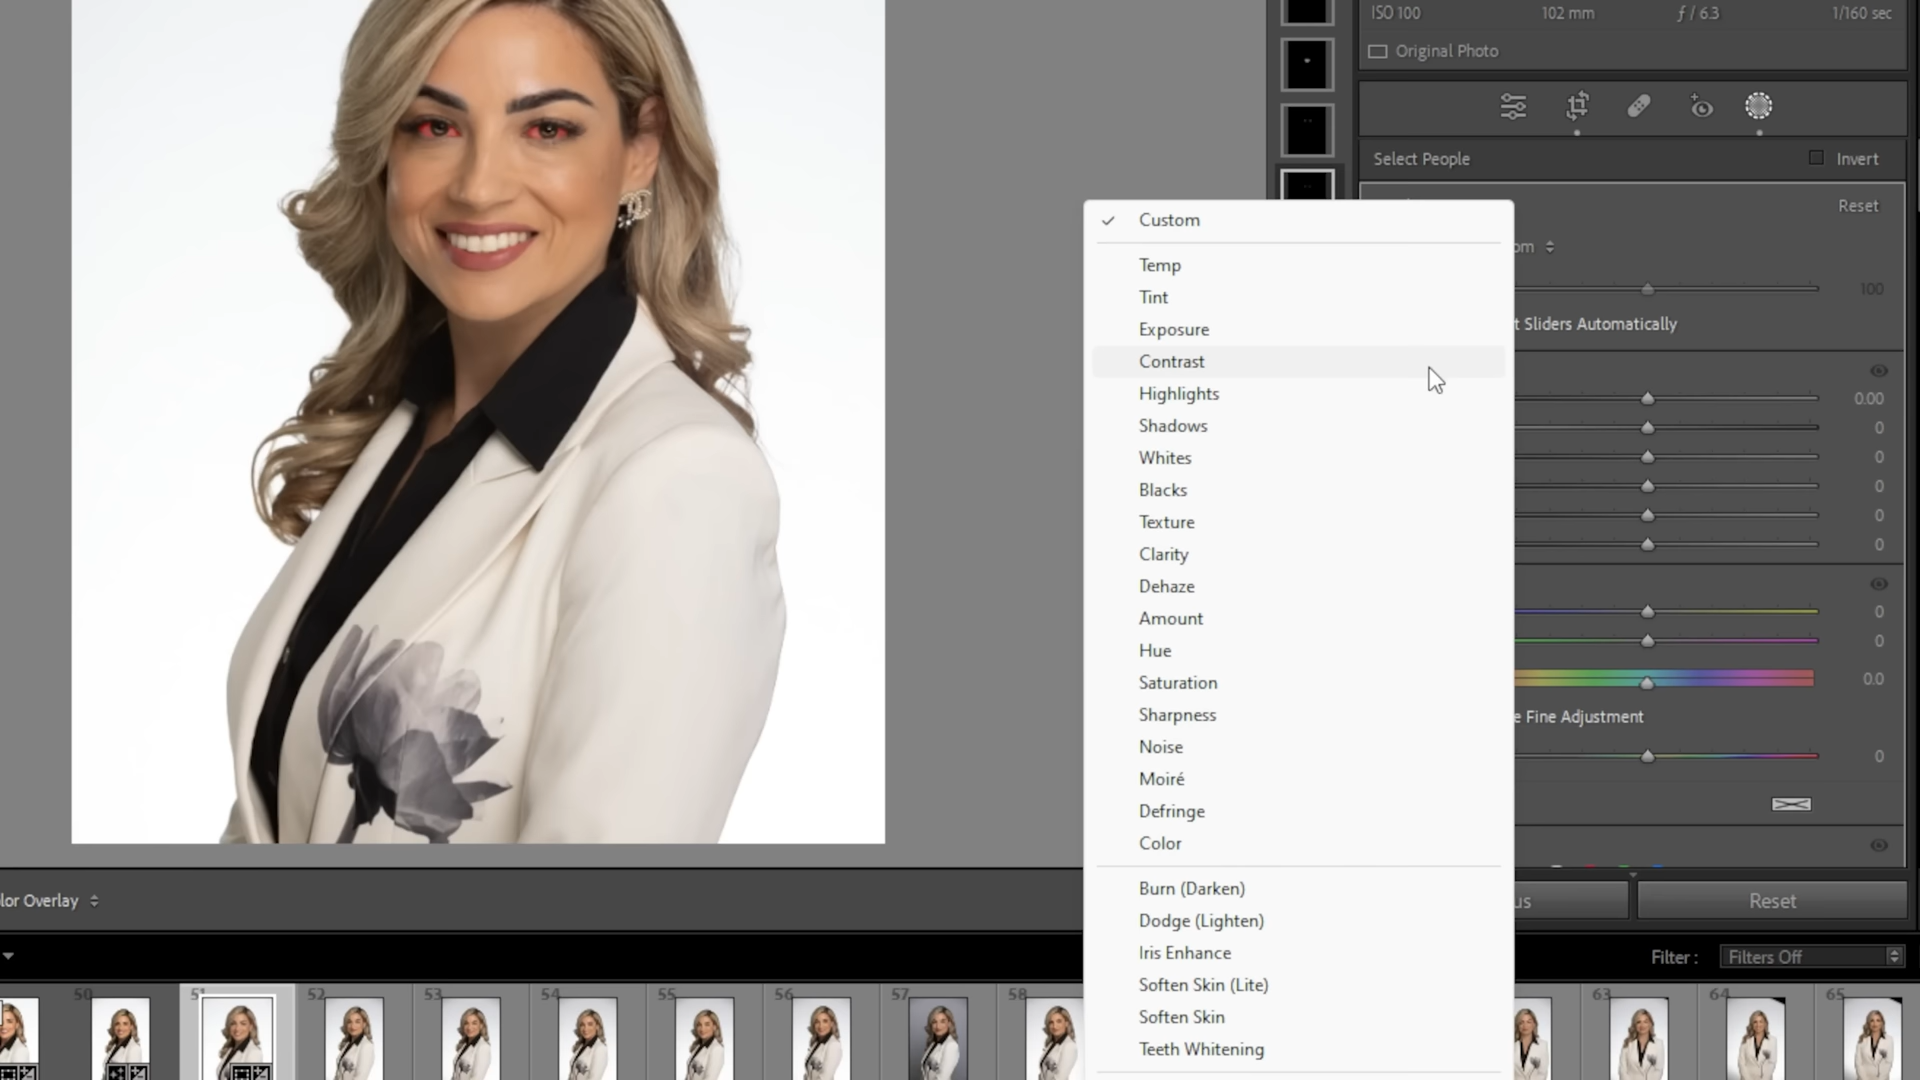 ISO 100 102 mm ƒ / 6.3 1/160 sec
Original Photo
Select People Invert
Reset
om
100
t Sliders Automatically
0.00
0
0
0
0
0
0
0
0.0
e Fine Adjustment
0
Custom
Temp
Tint
Exposure
Contrast
Highlights
Shadows
Whites
Blacks
Texture
Clarity
Dehaze
Amount
Hue
Saturation
Sharpness
Noise
Moiré
Defringe
Color
Burn (Darken)
Dodge (Lighten)
Iris Enhance
Soften Skin (Lite)
Soften Skin
Teeth Whitening
lor Overlay
us Reset
Filter : Filters Off
50 51 52 53 54 55 56 57 58 63 64 65